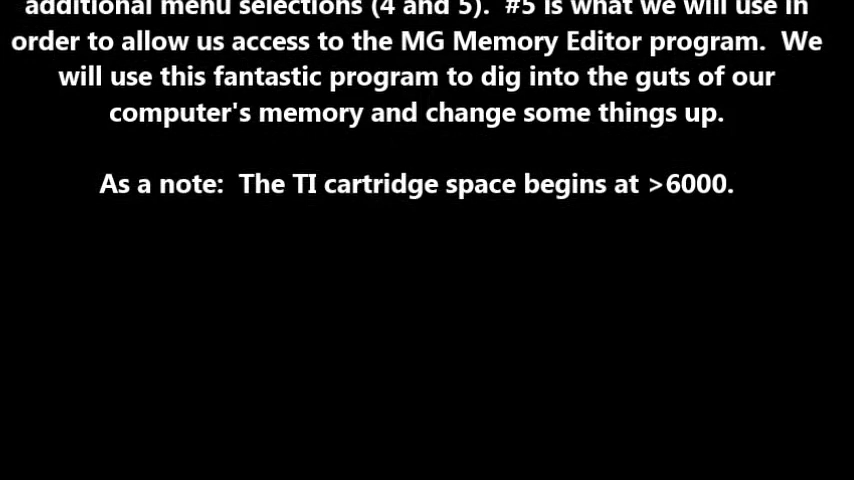 additional menu selections (4 and 5).  #5 is what we will use in
order to allow us access to the MG Memory Editor program.  We
will use this fantastic program to dig into the guts of our
computer's memory and change some things up.
As a note:  The TI cartridge space begins at >6000.